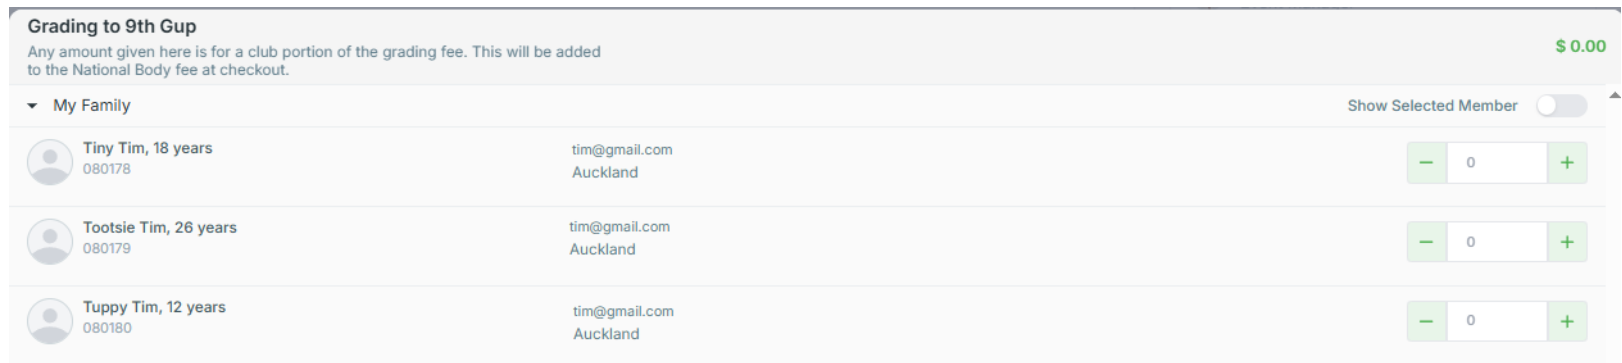 Grading to 9th Gup
Any amount given here is for a club portion of the grading fee. This will be added
to the National Body fee at checkout.
$ 0.00
My Family
Show Selected Member
Tiny Tim, 18 years
080178
tim@gmail.com
Auckland
− 0 +
Tootsie Tim, 26 years
080179
tim@gmail.com
Auckland
− 0 +
Tuppy Tim, 12 years
080180
tim@gmail.com
Auckland
− 0 +